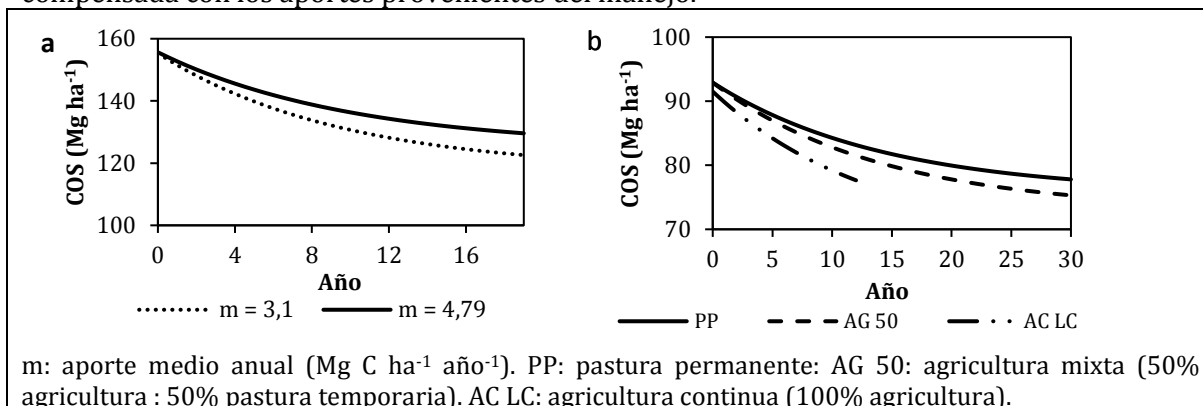 compensada con los aportes provenientes del manejo.
a
160
140
120
100
COS (Mg ha⁻¹)
0 4 8 12 16
Año
m = 3,1 m = 4,79
b
100
90
80
70
COS (Mg ha⁻¹)
0 5 10 15 20 25 30
Año
PP AG 50 AC LC
m: aporte medio anual (Mg C ha⁻¹ año⁻¹). PP: pastura permanente: AG 50: agricultura mixta (50%
agricultura : 50% pastura temporaria). AC LC: agricultura continua (100% agricultura).